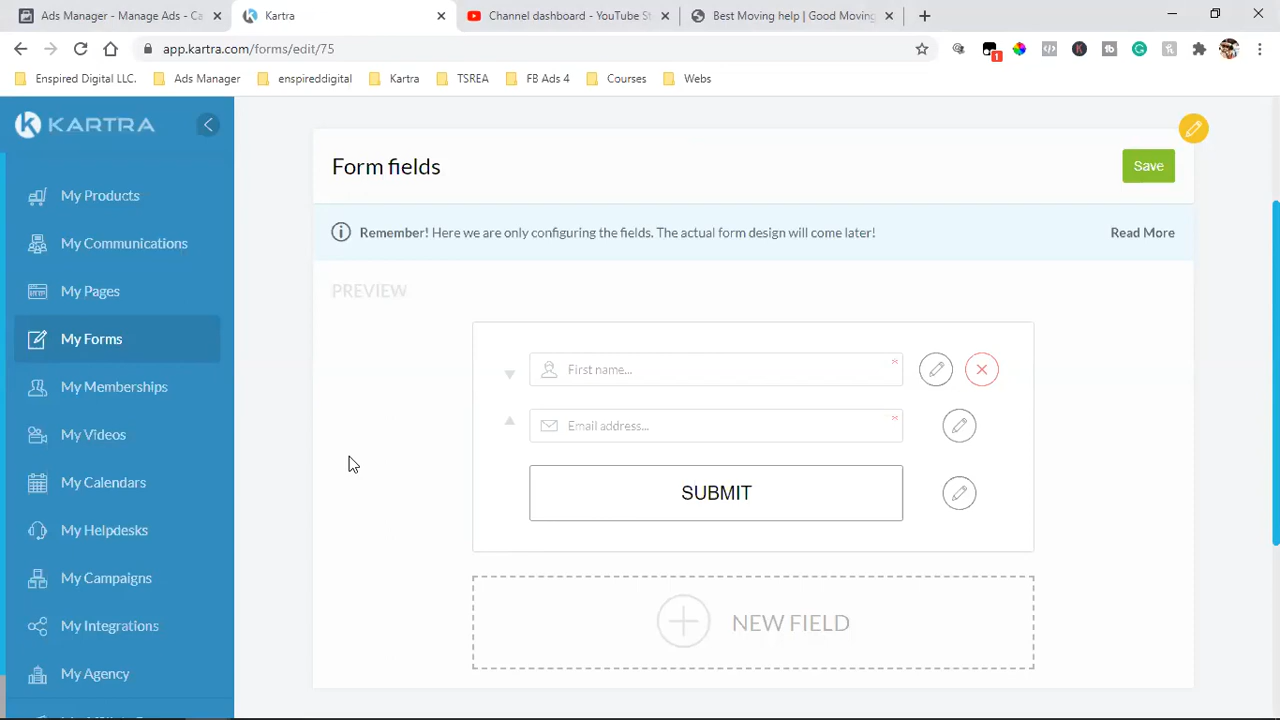 Ads Manager - Manage Ads - Ca
Kartra
Channel dashboard - YouTube St
Best Moving help | Good Moving
app.kartra.com/forms/edit/75
1
Enspired Digital LLC.
Ads Manager
enspireddigital
Kartra
TSREA
FB Ads 4
Courses
Webs
KARTRA
My Products
My Communications
My Pages
My Forms
My Memberships
My Videos
My Calendars
My Helpdesks
My Campaigns
My Integrations
My Agency
Form fields
Save
Remember! Here we are only configuring the fields. The actual form design will come later!
Read More
PREVIEW
First name...
*
Email address...
*
SUBMIT
NEW FIELD